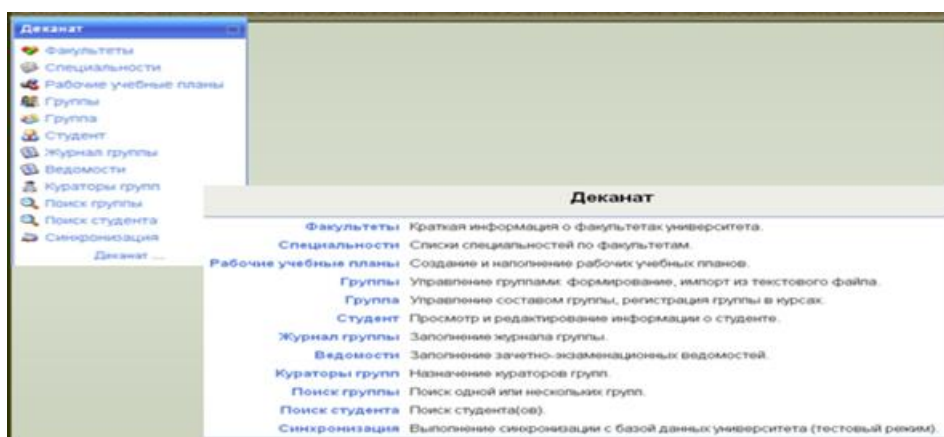 Деканат
Факультеты
Специальности
Рабочие учебные планы
Группы
Группа
Студент
Журнал группы
Ведомости
Кураторы групп
Поиск группы
Поиск студента
Синхронизация
Деканат ...
Деканат
Факультеты Краткая информация о факультетах университета.
Специальности Списки специальностей по факультетам.
Рабочие учебные планы Создание и наполнение рабочих учебных планов.
Группы Управление группами: формирование, импорт из текстового файла.
Группа Управление составом группы, регистрация группы в курсах.
Студент Просмотр и редактирование информации о студенте.
Журнал группы Заполнение журнала группы.
Ведомости Заполнение зачетно-экзаменационных ведомостей.
Кураторы групп Назначение кураторов групп.
Поиск группы Поиск одной или нескольких групп.
Поиск студента Поиск студента(ов).
Синхронизация Выполнение синхронизации с базой данных университета (тестовый режим).